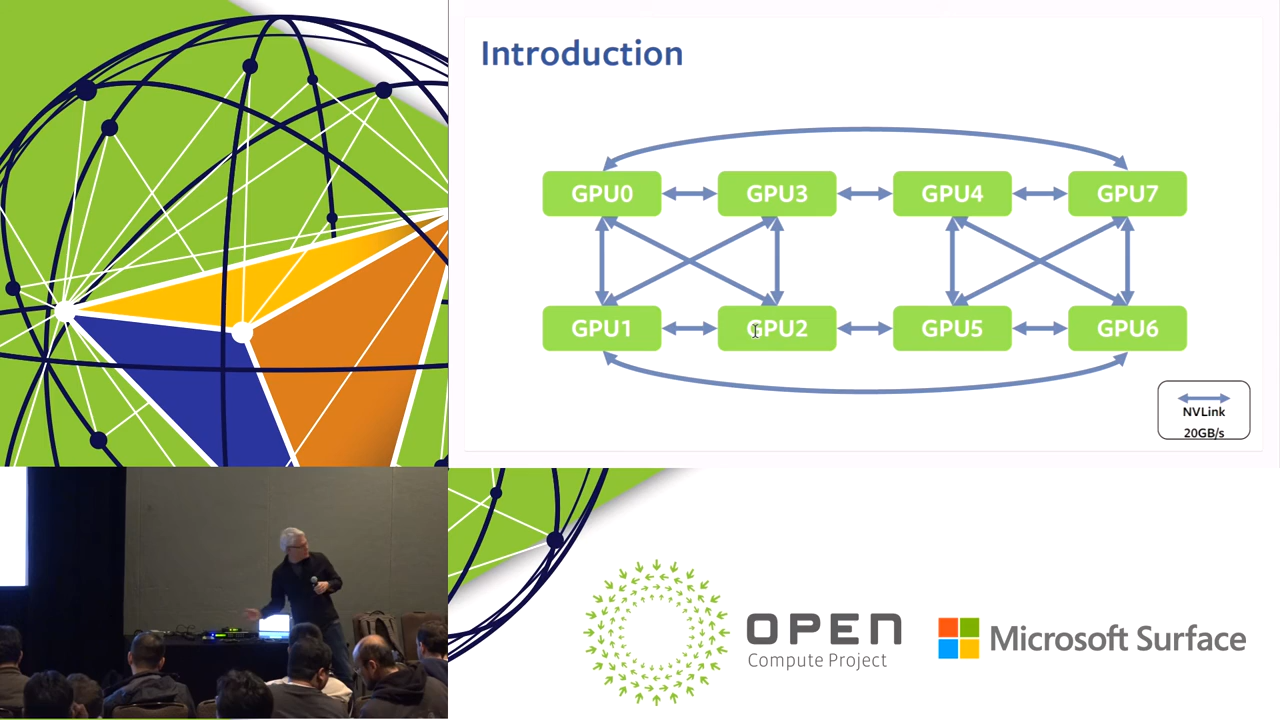 Introduction
GPU0 GPU3 GPU4 GPU7
GPU1 GPU2 GPU5 GPU6
NVLink
20GB/s
OPEN
Compute Project
Microsoft Surface